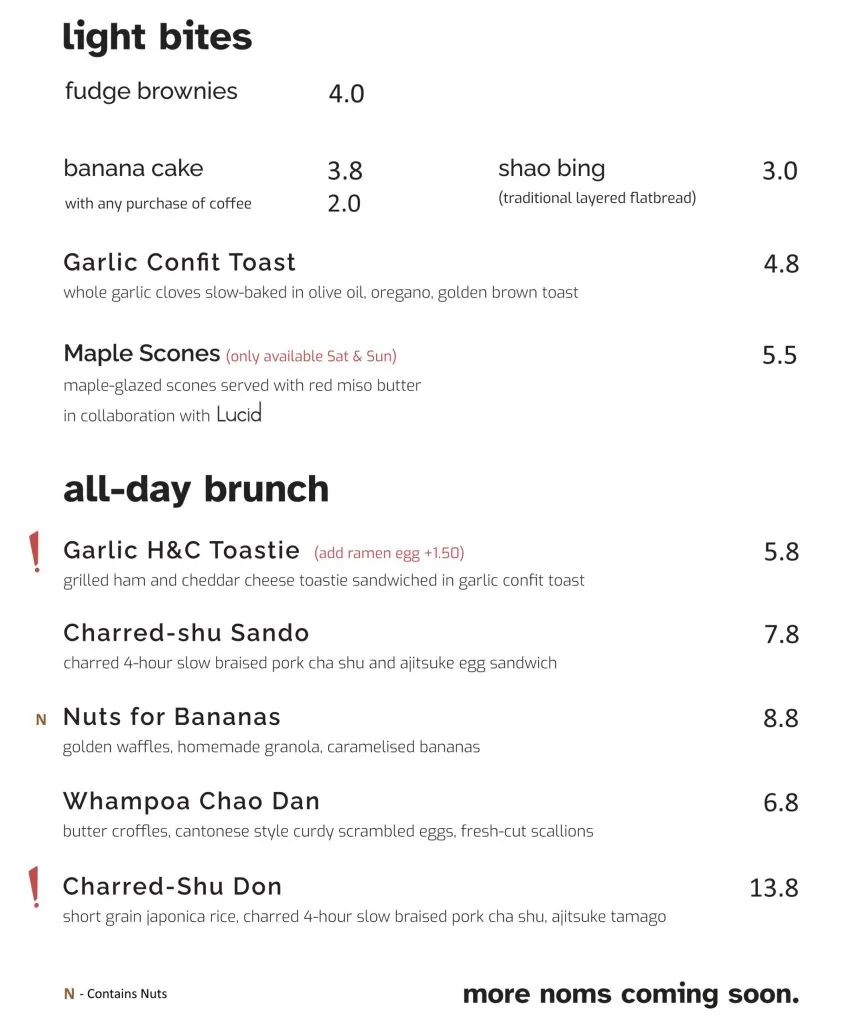 light bites
fudge brownies 4.0
banana cake 3.8
with any purchase of coffee 2.0
shao bing 3.0
(traditional layered flatbread)
Garlic Confit Toast 4.8
whole garlic cloves slow-baked in olive oil, oregano, golden brown toast
Maple Scones (only available Sat & Sun) 5.5
maple-glazed scones served with red miso butter
in collaboration with Lucid
all-day brunch
! Garlic H&C Toastie (add ramen egg +1.50) 5.8
grilled ham and cheddar cheese toastie sandwiched in garlic confit toast
Charred-shu Sando 7.8
charred 4-hour slow braised pork cha shu and ajitsuke egg sandwich
N Nuts for Bananas 8.8
golden waffles, homemade granola, caramelised bananas
Whampoa Chao Dan 6.8
butter croffles, cantonese style curdy scrambled eggs, fresh-cut scallions
! Charred-Shu Don 13.8
short grain japonica rice, charred 4-hour slow braised pork cha shu, ajitsuke tamago
N - Contains Nuts
more noms coming soon.